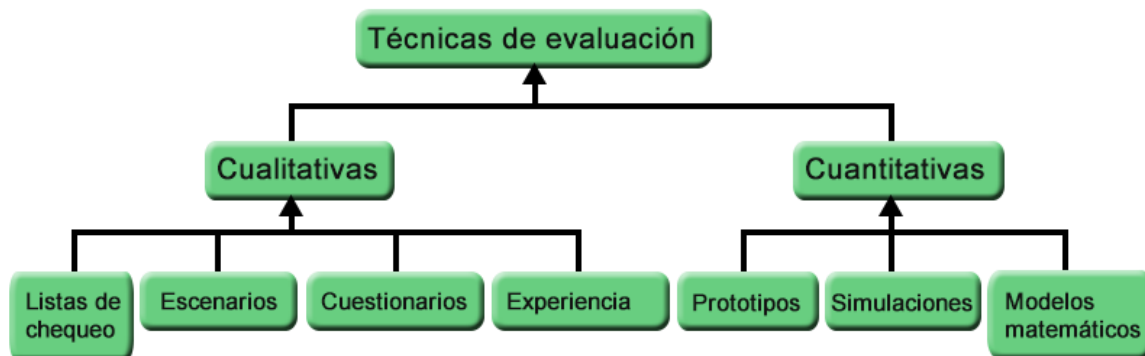 Técnicas de evaluación
Cualitativas
Cuantitativas
Listas de
chequeo
Escenarios
Cuestionarios
Experiencia
Prototipos
Simulaciones
Modelos
matemáticos